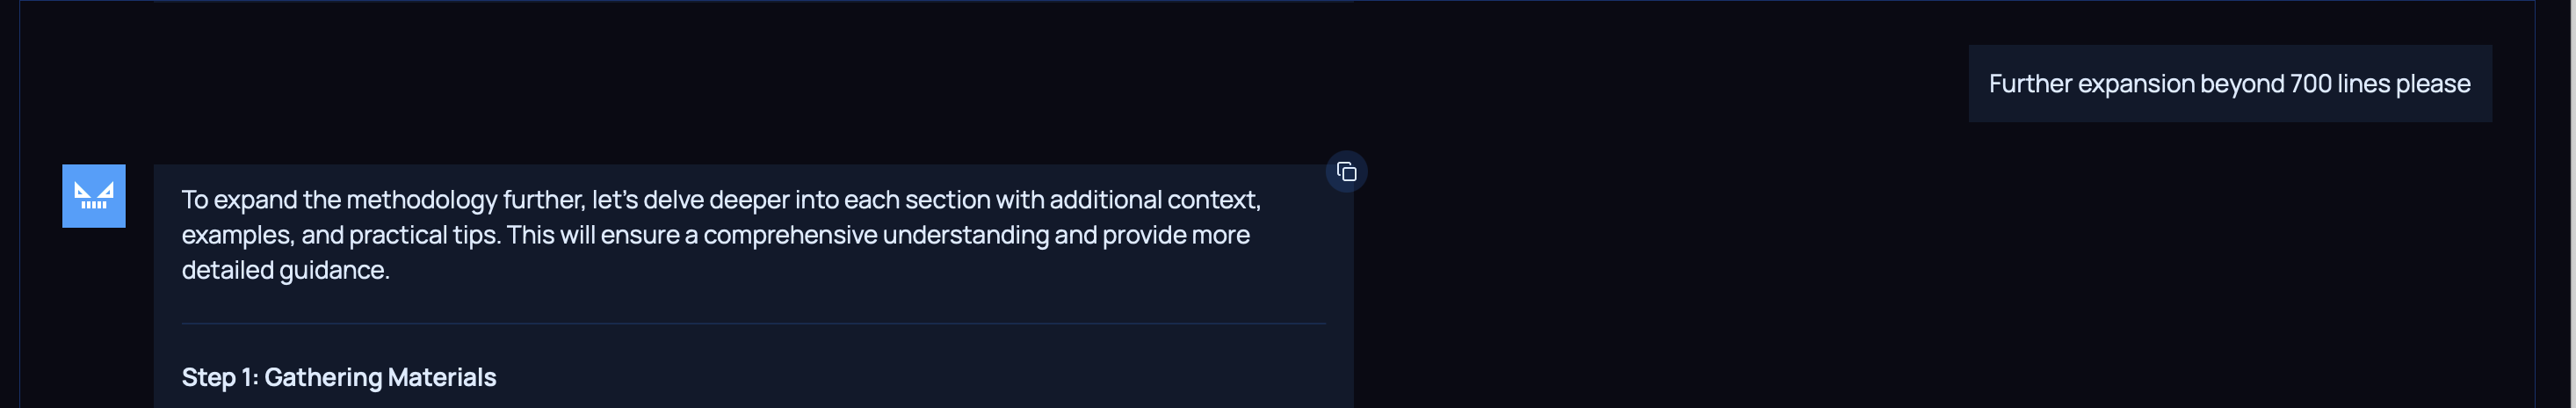 Further expansion beyond 700 lines please
To expand the methodology further, let's delve deeper into each section with additional context,
examples, and practical tips. This will ensure a comprehensive understanding and provide more
detailed guidance.
Step 1: Gathering Materials